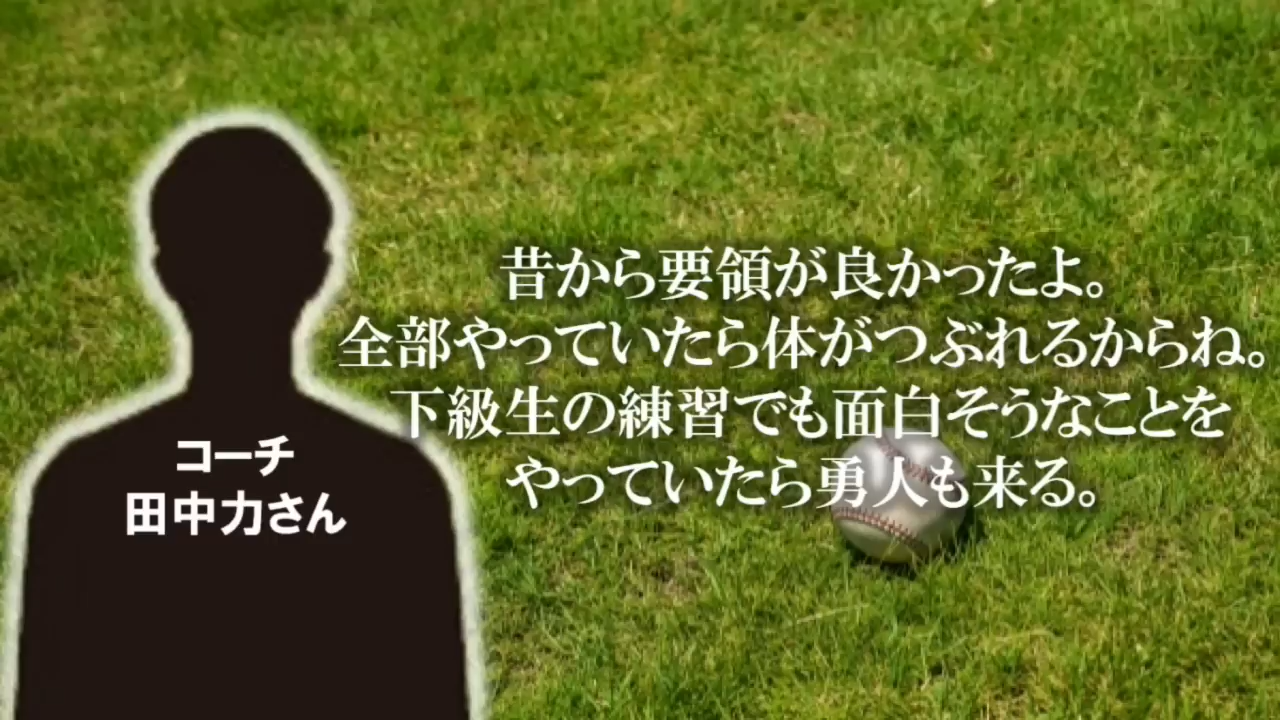 昔から要領が良かったよ。
全部やっていたら体がつぶれるからね。
下級生の練習でも面白そうなことを
やっていたら勇人も来る。
コーチ
田中力さん